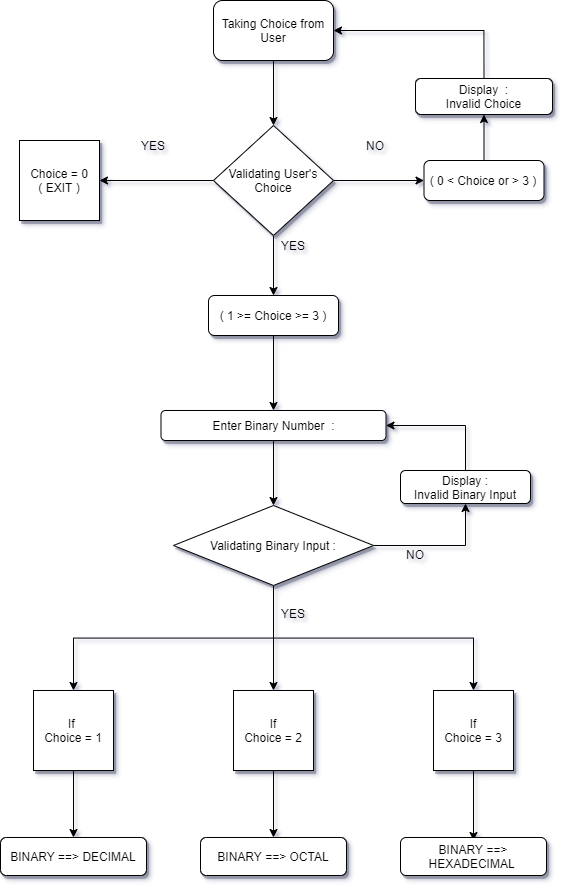 Taking Choice from
User
Display :
Invalid Choice
YES
NO
Choice = 0
( EXIT )
Validating User's
Choice
( 0 < Choice or > 3 )
YES
( 1 >= Choice >= 3 )
Enter Binary Number :
Display :
Invalid Binary Input
Validating Binary Input :
NO
YES
If
Choice = 1
If
Choice = 2
If
Choice = 3
BINARY ==> DECIMAL
BINARY ==> OCTAL
BINARY ==>
HEXADECIMAL